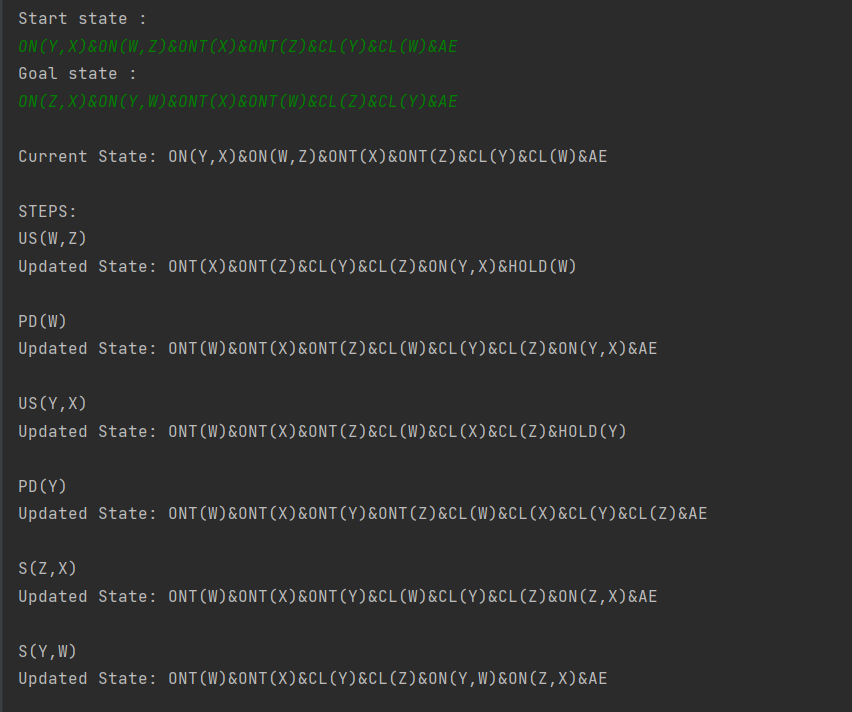 Start state :
ON(Y,X)&ON(W,Z)&ONT(X)&ONT(Z)&CL(Y)&CL(W)&AE
Goal state :
ON(Z,X)&ON(Y,W)&ONT(X)&ONT(W)&CL(Z)&CL(Y)&AE
Current State: ON(Y,X)&ON(W,Z)&ONT(X)&ONT(Z)&CL(Y)&CL(W)&AE
STEPS:
US(W,Z)
Updated State: ONT(X)&ONT(Z)&CL(Y)&CL(Z)&ON(Y,X)&HOLD(W)
PD(W)
Updated State: ONT(W)&ONT(X)&ONT(Z)&CL(W)&CL(Y)&CL(Z)&ON(Y,X)&AE
US(Y,X)
Updated State: ONT(W)&ONT(X)&ONT(Z)&CL(W)&CL(X)&CL(Z)&HOLD(Y)
PD(Y)
Updated State: ONT(W)&ONT(X)&ONT(Y)&ONT(Z)&CL(W)&CL(X)&CL(Y)&CL(Z)&AE
S(Z,X)
Updated State: ONT(W)&ONT(X)&ONT(Y)&CL(W)&CL(Y)&CL(Z)&ON(Z,X)&AE
S(Y,W)
Updated State: ONT(W)&ONT(X)&CL(Y)&CL(Z)&ON(Y,W)&ON(Z,X)&AE